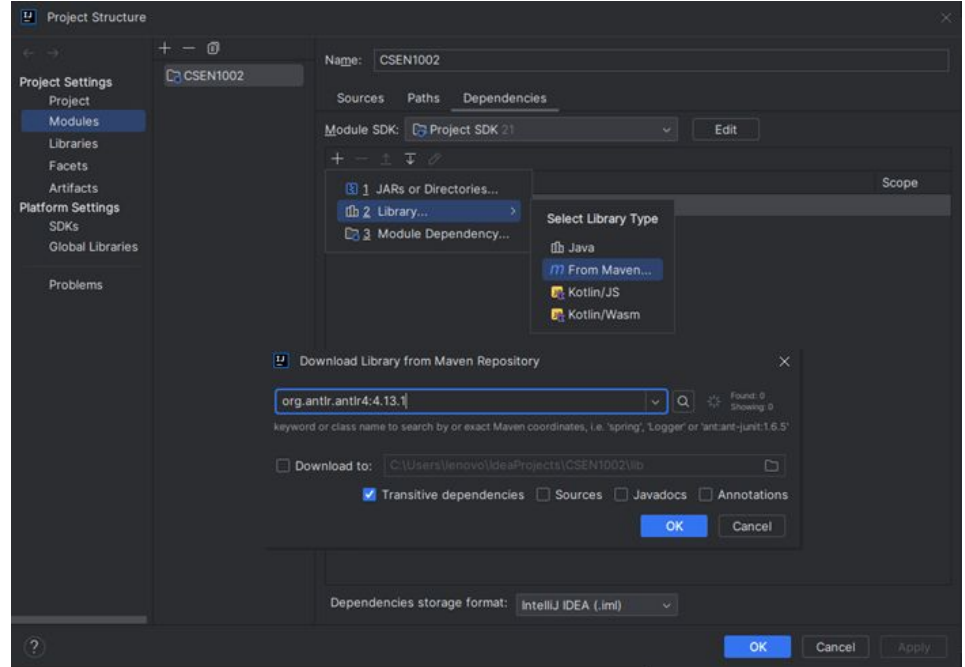 Project Structure
Project Settings
Project
Modules
Libraries
Facets
Artifacts
Platform Settings
SDKs
Global Libraries
Problems
CSEN1002
Name: CSEN1002
Sources Paths Dependencies
Module SDK: Project SDK 21 Edit
Scope
1 JARs or Directories...
2 Library...
3 Module Dependency...
Select Library Type
Java
From Maven...
Kotlin/JS
Kotlin/Wasm
Download Library from Maven Repository
org.antlr.antlr4:4.13.1
Found: 0
Showing: 0
keyword or class name to search by or exact Maven coordinates, i.e. 'spring', 'Logger' or 'ant:ant-junit:1.6.5'
Download to: C:\Users\lenovo\IdeaProjects\CSEN1002\lib
Transitive dependencies Sources Javadocs Annotations
OK Cancel
Dependencies storage format: IntelliJ IDEA (.iml)
? OK Cancel Apply